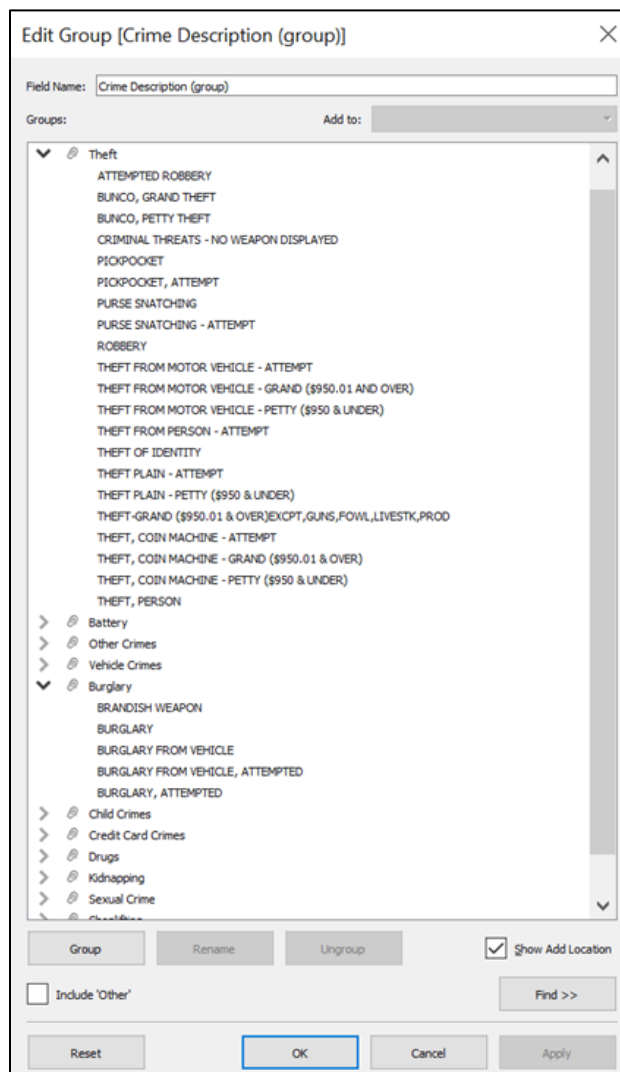 Edit Group [Crime Description (group)]
Field Name: Crime Description (group)
Groups: Add to:
Theft
ATTEMPTED ROBBERY
BUNCO, GRAND THEFT
BUNCO, PETTY THEFT
CRIMINAL THREATS - NO WEAPON DISPLAYED
PICKPOCKET
PICKPOCKET, ATTEMPT
PURSE SNATCHING
PURSE SNATCHING - ATTEMPT
ROBBERY
THEFT FROM MOTOR VEHICLE - ATTEMPT
THEFT FROM MOTOR VEHICLE - GRAND ($950.01 AND OVER)
THEFT FROM MOTOR VEHICLE - PETTY ($950 & UNDER)
THEFT FROM PERSON - ATTEMPT
THEFT OF IDENTITY
THEFT PLAIN - ATTEMPT
THEFT PLAIN - PETTY ($950 & UNDER)
THEFT-GRAND ($950.01 & OVER)EXCPT,GUNS,FOWL,LIVESTK,PROD
THEFT, COIN MACHINE - ATTEMPT
THEFT, COIN MACHINE - GRAND ($950.01 & OVER)
THEFT, COIN MACHINE - PETTY ($950 & UNDER)
THEFT, PERSON
Battery
Other Crimes
Vehicle Crimes
Burglary
BRANDISH WEAPON
BURGLARY
BURGLARY FROM VEHICLE
BURGLARY FROM VEHICLE, ATTEMPTED
BURGLARY, ATTEMPTED
Child Crimes
Credit Card Crimes
Drugs
Kidnapping
Sexual Crime
Group Rename Ungroup Show Add Location
Include 'Other' Find >>
Reset OK Cancel Apply